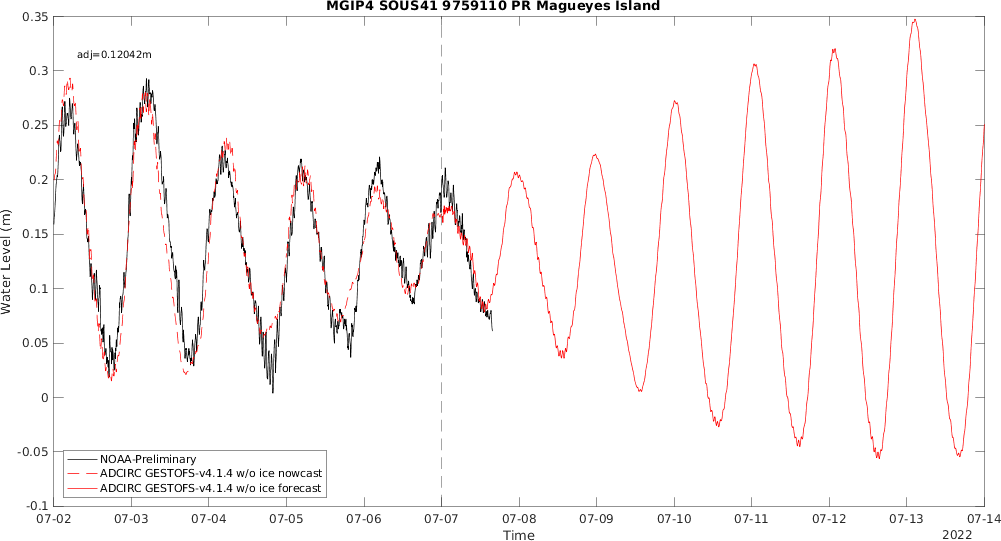 MGIP4 SOUS41 9759110 PR Magueyes Island
adj=0.12042m
0.35
0.3
0.25
0.2
0.15
0.1
0.05
0
-0.05
-0.1
Water Level (m)
NOAA-Preliminary
ADCIRC GESTOFS-v4.1.4 w/o ice nowcast
ADCIRC GESTOFS-v4.1.4 w/o ice forecast
07-02 07-03 07-04 07-05 07-06 07-07 07-08 07-09 07-10 07-11 07-12 07-13 07-14
Time
2022